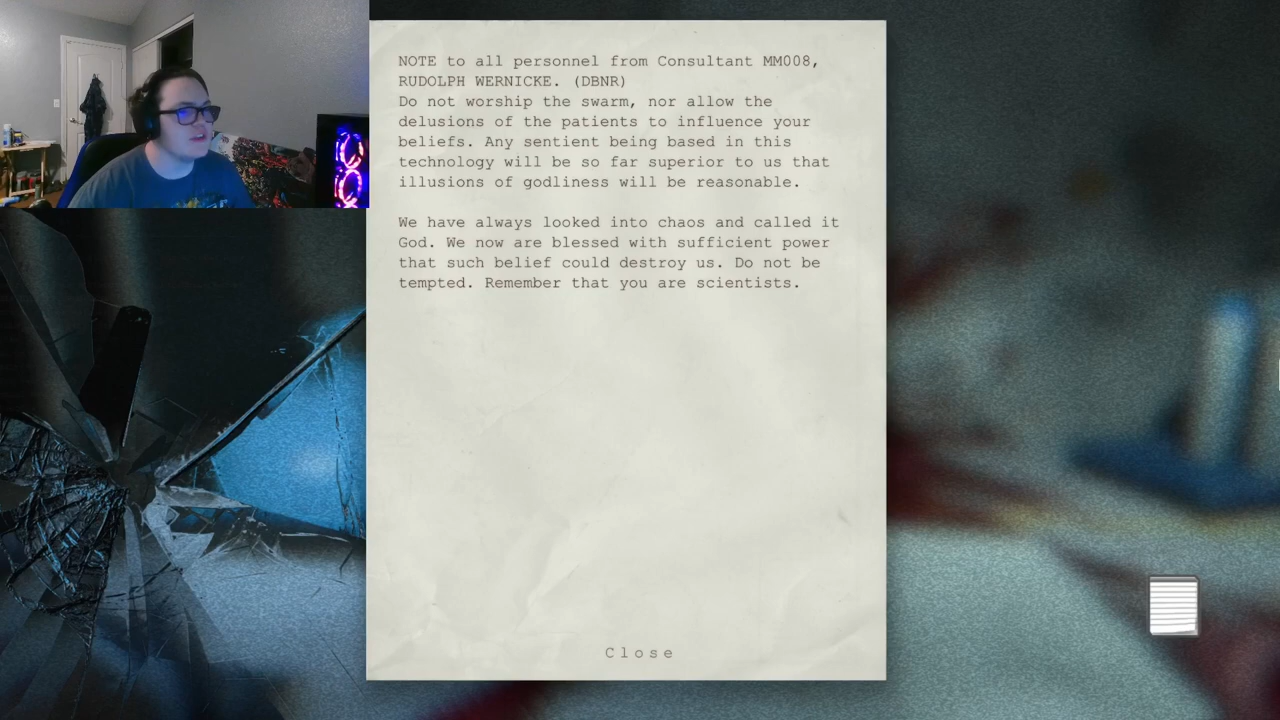 NOTE to all personnel from Consultant MM008,
RUDOLPH WERNICKE. (DBNR)
Do not worship the swarm, nor allow the
delusions of the patients to influence your
beliefs. Any sentient being based in this
technology will be so far superior to us that
illusions of godliness will be reasonable.
We have always looked into chaos and called it
God. We now are blessed with sufficient power
that such belief could destroy us. Do not be
tempted. Remember that you are scientists.
Close